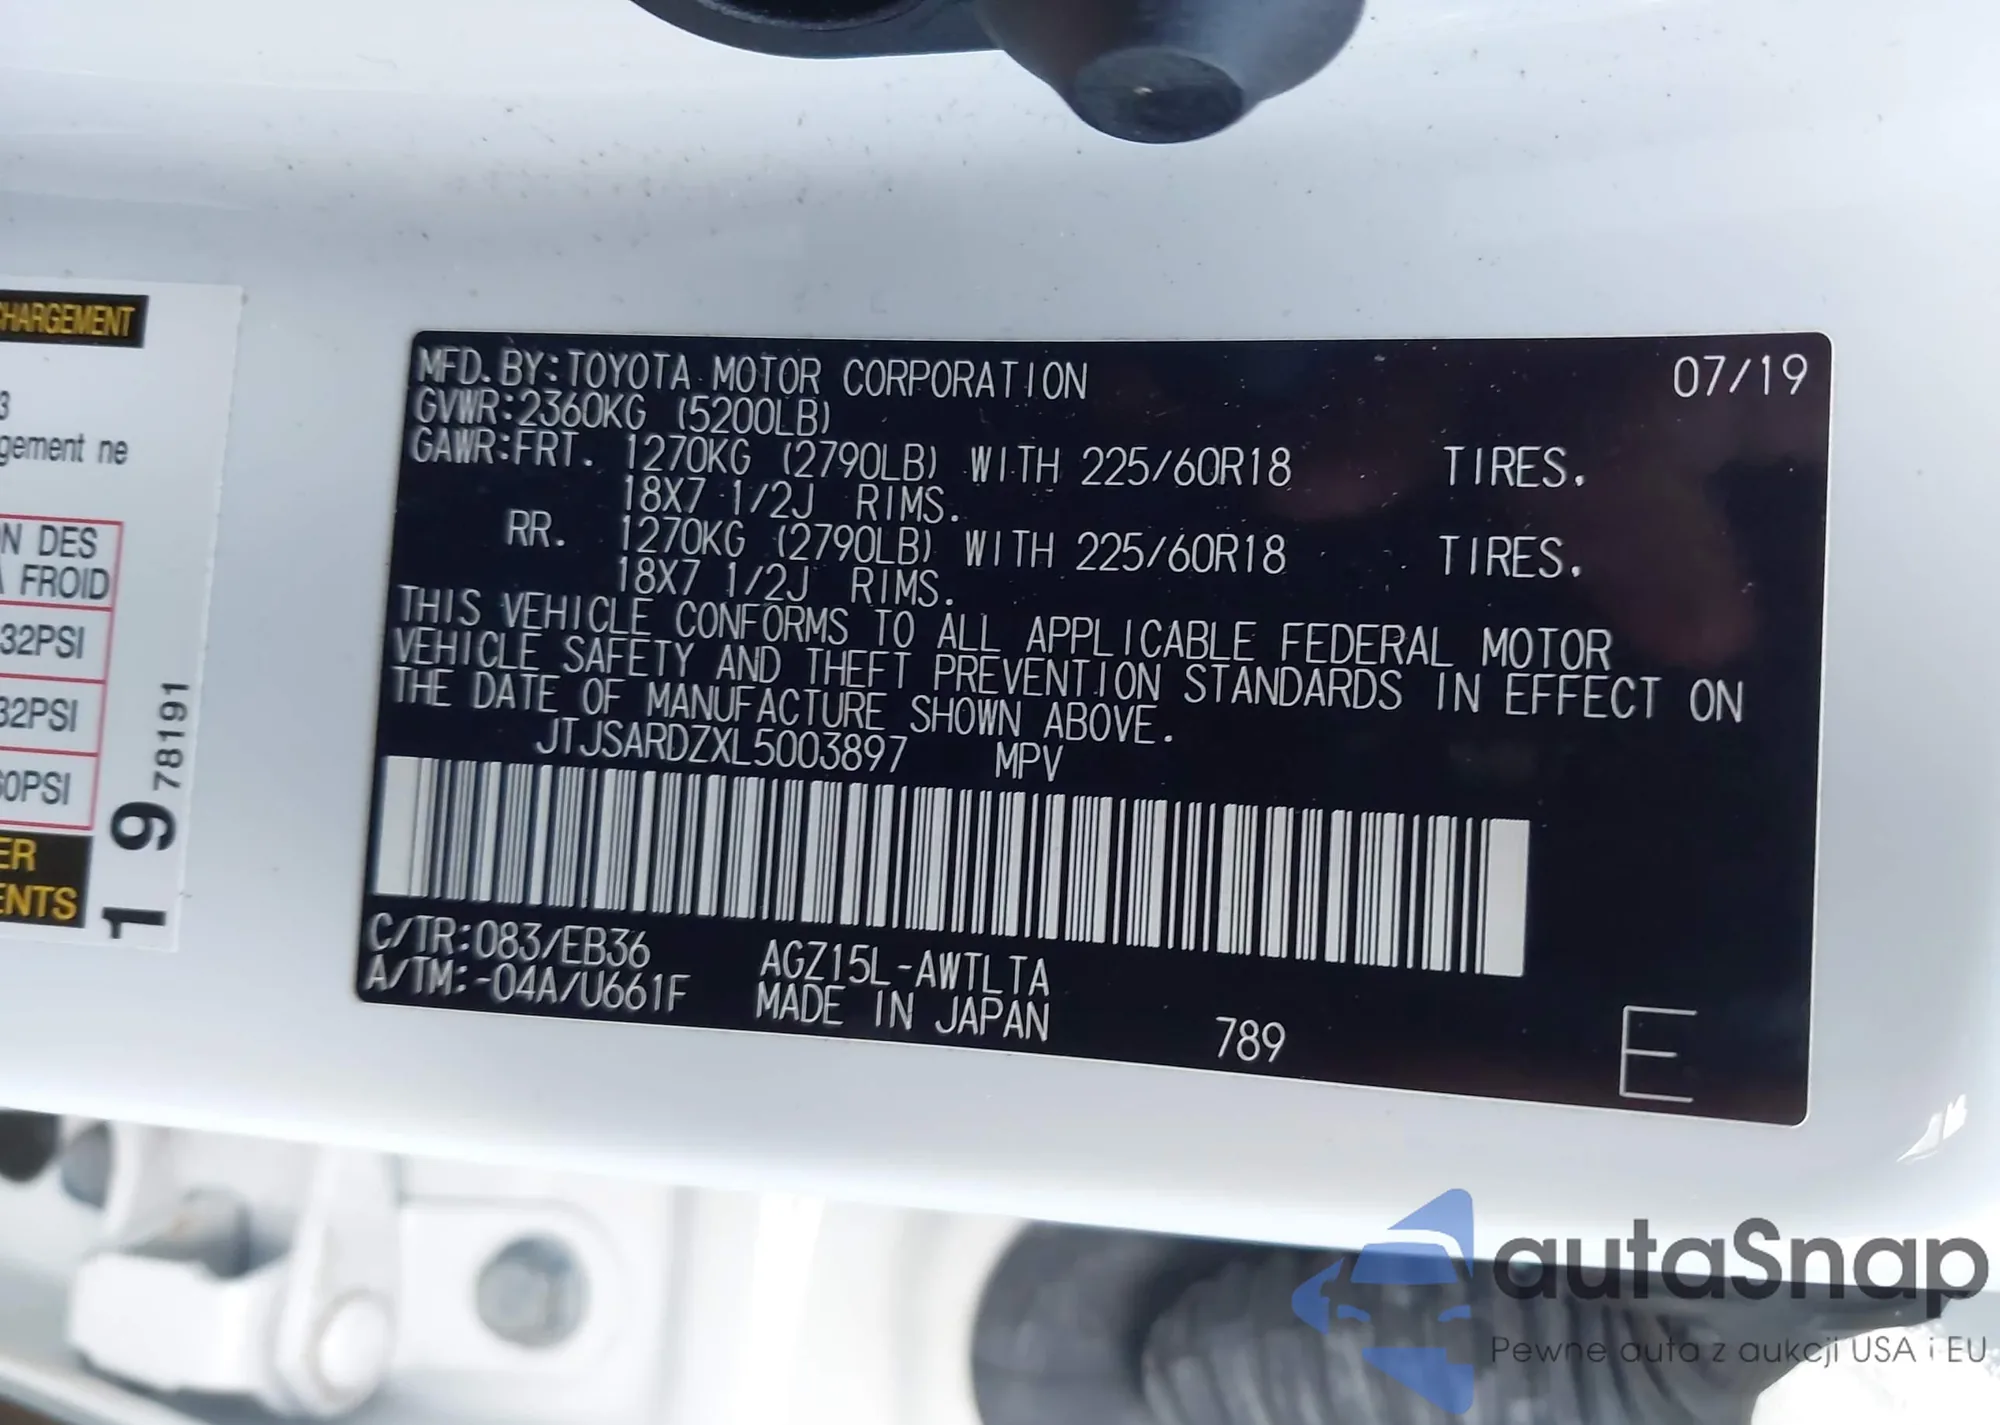 CHARGEMENT
3
gement ne
N DES
A FROID
32PSI
32PSI
60PSI
ER
ENTS
1 9 78191
MFD. BY:TOYOTA MOTOR CORPORATION 07/19
GVWR:2360KG (5200LB)
GAWR:FRT. 1270KG (2790LB) WITH 225/60R18 TIRES.
18X7 1/2J RIMS.
RR. 1270KG (2790LB) WITH 225/60R18 TIRES.
18X7 1/2J RIMS.
THIS VEHICLE CONFORMS TO ALL APPLICABLE FEDERAL MOTOR
VEHICLE SAFETY AND THEFT PREVENTION STANDARDS IN EFFECT ON
THE DATE OF MANUFACTURE SHOWN ABOVE.
JTJSARDZXL5003897 MPV
C/TR:083/EB36 AGZ15L-AWTLTA
A/TM:-04A/U661F MADE IN JAPAN 789 E
autaSnap
Pewne auta z aukcji USA i EU